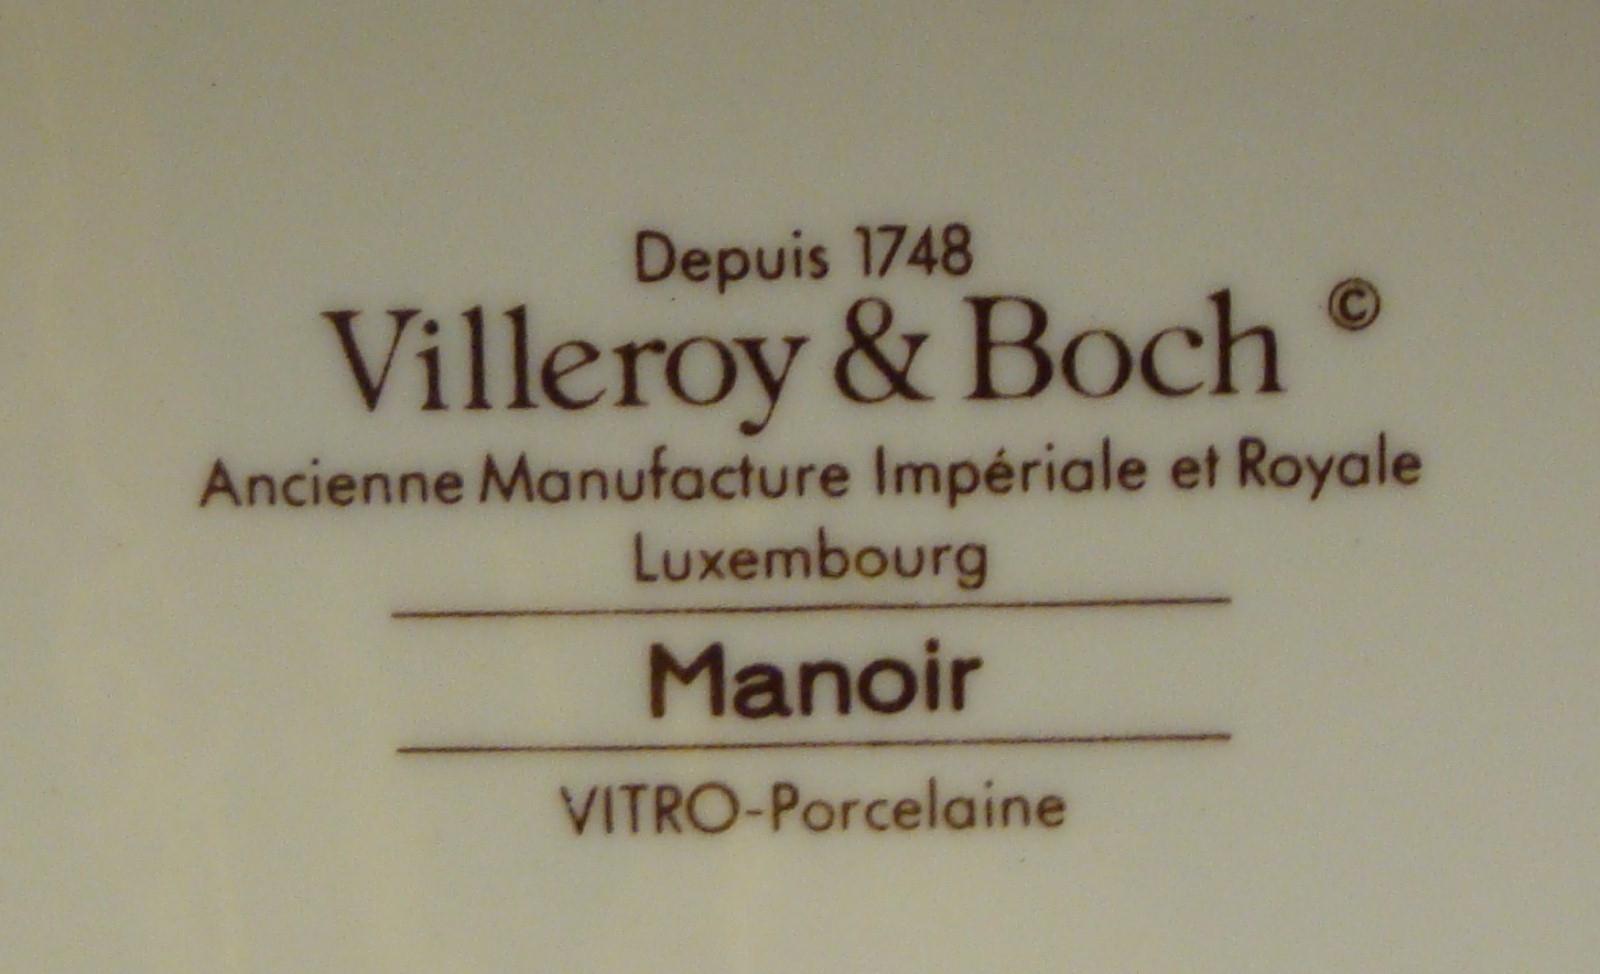 Depuis 1748
Villeroy & Boch ©
Ancienne Manufacture Impériale et Royale
Luxembourg
Manoir
VITRO-Porcelaine